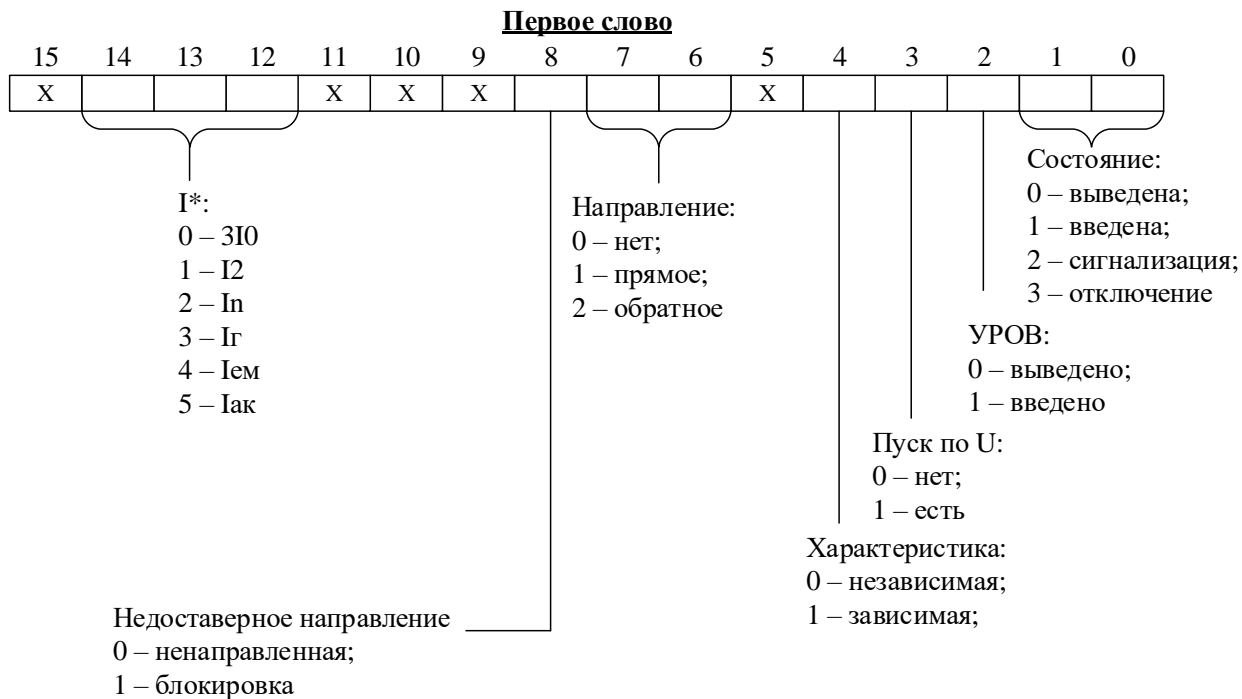 Первое слово
15 14 13 12 11 10 9 8 7 6 5 4 3 2 1 0
X X X X X
I*:
0 – 3I0
1 – I2
2 – In
3 – Iг
4 – Iем
5 – Iак
Направление:
0 – нет;
1 – прямое;
2 – обратное
Состояние:
0 – выведена;
1 – введена;
2 – сигнализация;
3 – отключение
УРОВ:
0 – выведено;
1 – введено
Пуск по U:
0 – нет;
1 – есть
Характеристика:
0 – независимая;
1 – зависимая;
Недоставерное направление
0 – ненаправленная;
1 – блокировка